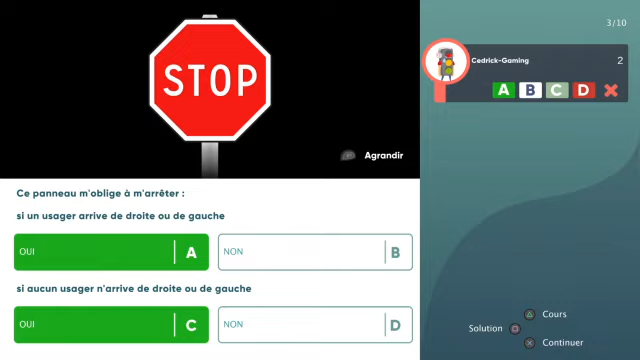 3/10
STOP
Cedrick-Gaming 2
A B C D
Agrandir
Ce panneau m'oblige à m'arrêter :
si un usager arrive de droite ou de gauche
OUI A NON B
si aucun usager n'arrive de droite ou de gauche
OUI C NON D
Cours
Solution
Continuer